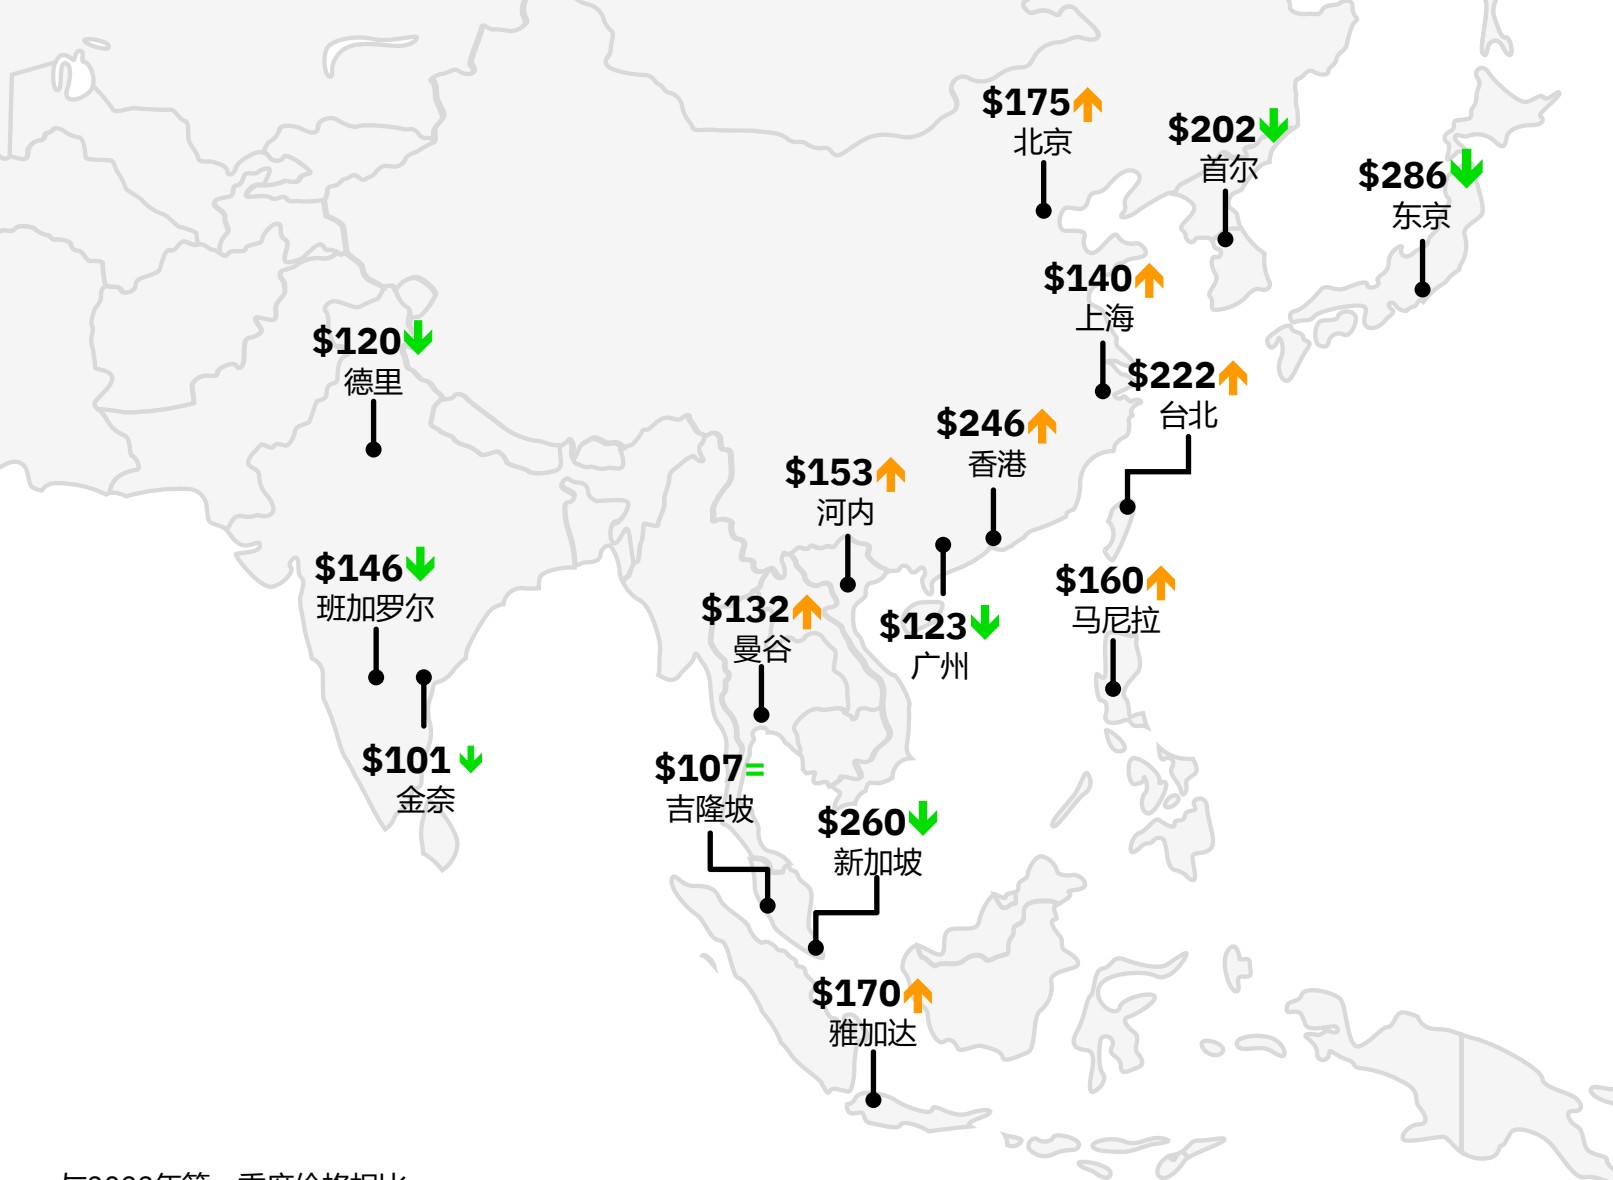 $175
北京
$202
首尔
$286
东京
$140
上海
$120
德里
$222
台北
$246
香港
$153
河内
$146
班加罗尔
$160
马尼拉
$132
曼谷
$123
广州
$101
金奈
$107=
吉隆坡
$260
新加坡
$170
雅加达